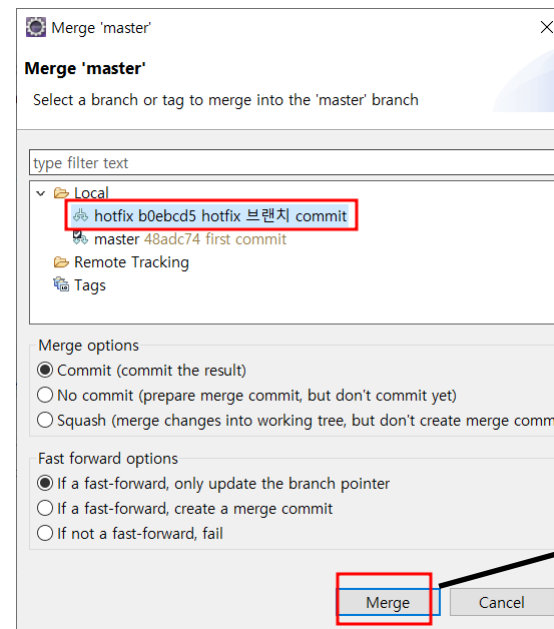 Merge 'master'
Merge 'master'
Select a branch or tag to merge into the 'master' branch
type filter text
Local
hotfix b0ebcd5 hotfix 브랜치 commit
master 48adc74 first commit
Remote Tracking
Tags
Merge options
Commit (commit the result)
No commit (prepare merge commit, but don't commit yet)
Squash (merge changes into working tree, but don't create merge comm
Fast forward options
If a fast-forward, only update the branch pointer
If a fast-forward, create a merge commit
If not a fast-forward, fail
Merge Cancel